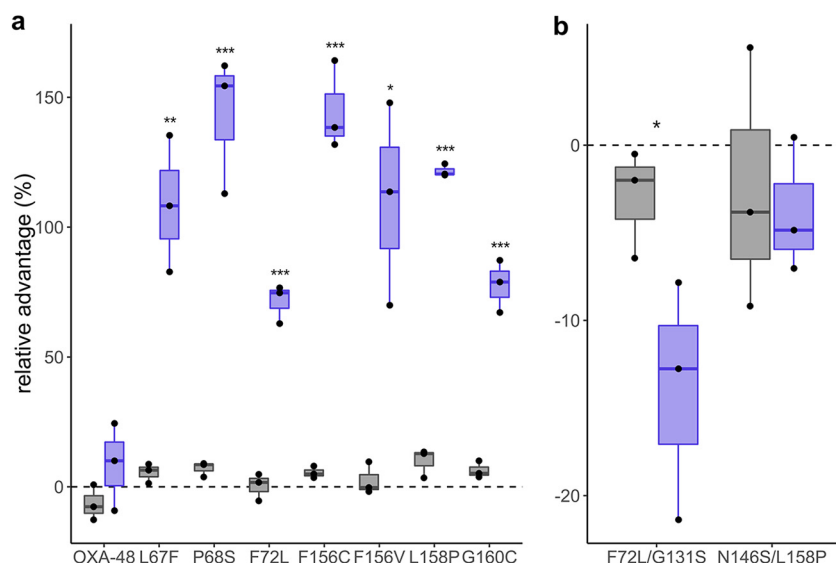 a
b
relative advantage (%)
150
100
50
0
** *** *** *** * *** ***
OXA-48 L67F P68S F72L F156C F156V L158P G160C
*
0
-10
-20
F72L/G131S N146S/L158P